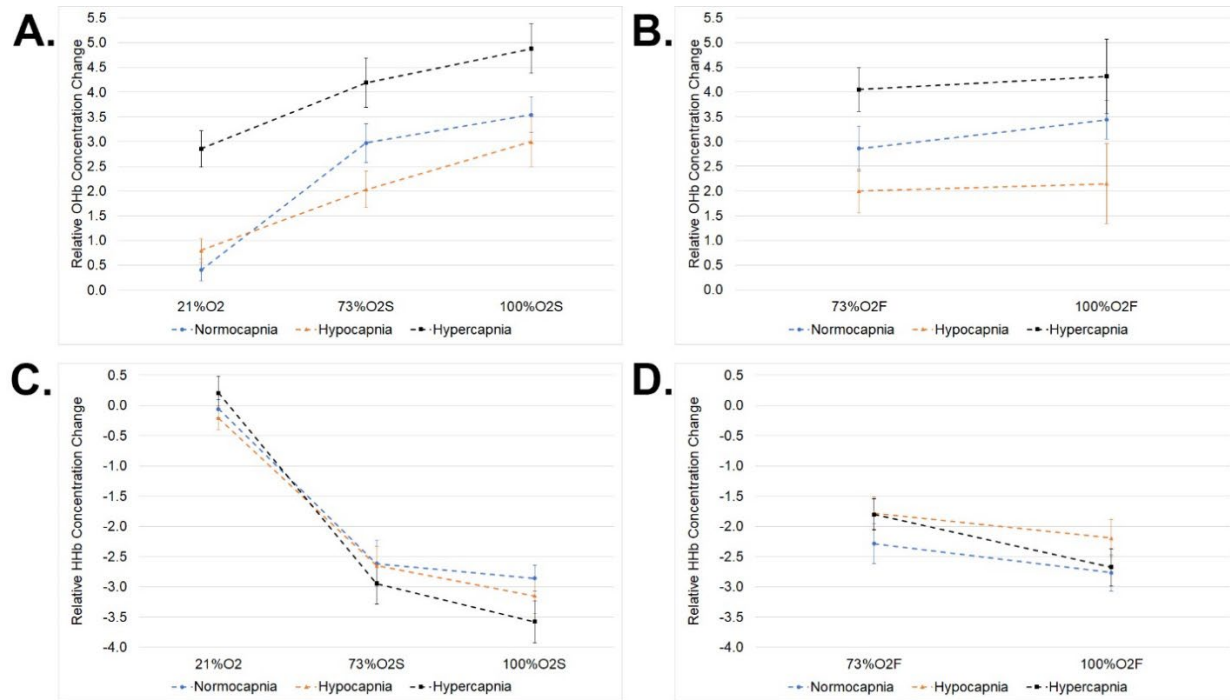 A.
Relative OHb Concentration Change
5.5
5.0
4.5
4.0
3.5
3.0
2.5
2.0
1.5
1.0
0.5
0.0
21%O2 73%O2S 100%O2S
Normocapnia Hypocapnia Hypercapnia
B.
Relative OHb Concentration Change
5.5
5.0
4.5
4.0
3.5
3.0
2.5
2.0
1.5
1.0
0.5
0.0
73%O2F 100%O2F
Normocapnia Hypocapnia Hypercapnia
C.
Relative HHb Concentration Change
0.5
0.0
-0.5
-1.0
-1.5
-2.0
-2.5
-3.0
-3.5
-4.0
21%O2 73%O2S 100%O2S
Normocapnia Hypocapnia Hypercapnia
D.
Relative HHb Concentration Change
0.5
0.0
-0.5
-1.0
-1.5
-2.0
-2.5
-3.0
-3.5
-4.0
73%O2F 100%O2F
Normocapnia Hypocapnia Hypercapnia